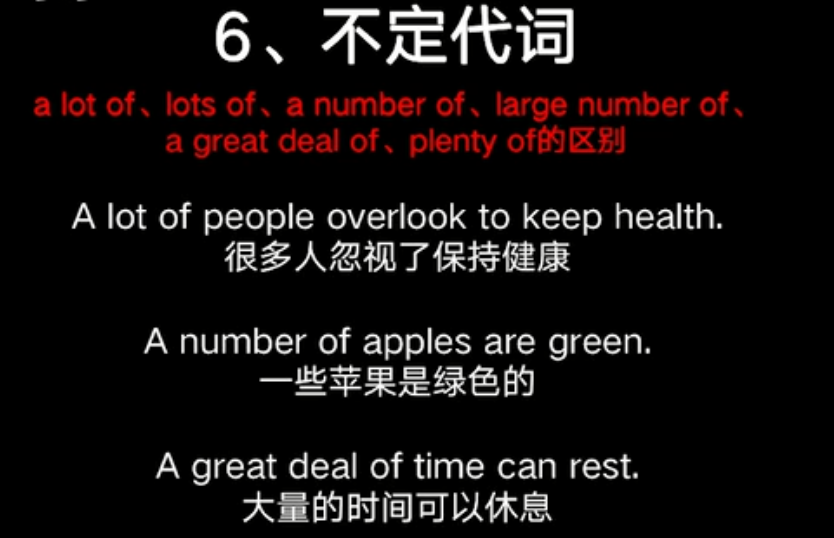 6、不定代词
a lot of、lots of、a number of、large number of、
a great deal of、plenty of的区别
A lot of people overlook to keep health.
很多人忽视了保持健康
A number of apples are green.
一些苹果是绿色的
A great deal of time can rest.
大量的时间可以休息